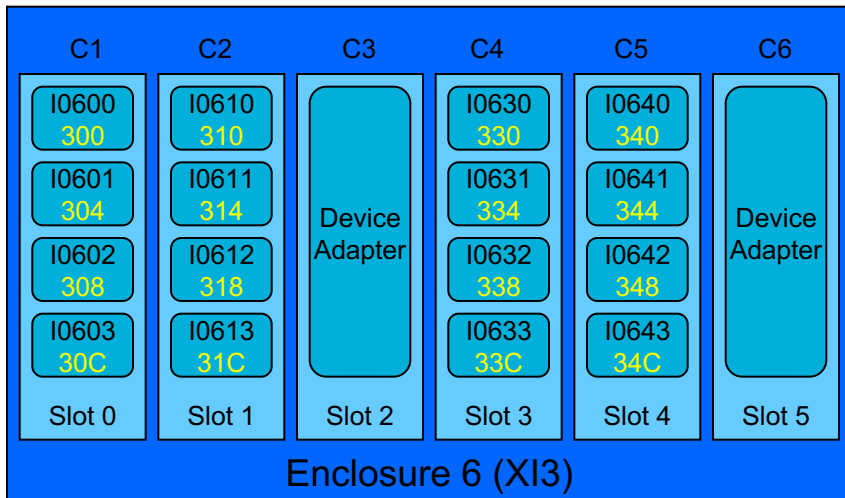 C1 C2 C3 C4 C5 C6
I0600 I0610 I0630 I0640
300 310 330 340
I0601 I0611 I0631 I0641
304 314 334 344
Device Device
Adapter Adapter
I0602 I0612 I0632 I0642
308 318 338 348
I0603 I0613 I0633 I0643
30C 31C 33C 34C
Slot 0 Slot 1 Slot 2 Slot 3 Slot 4 Slot 5
Enclosure 6 (XI3)